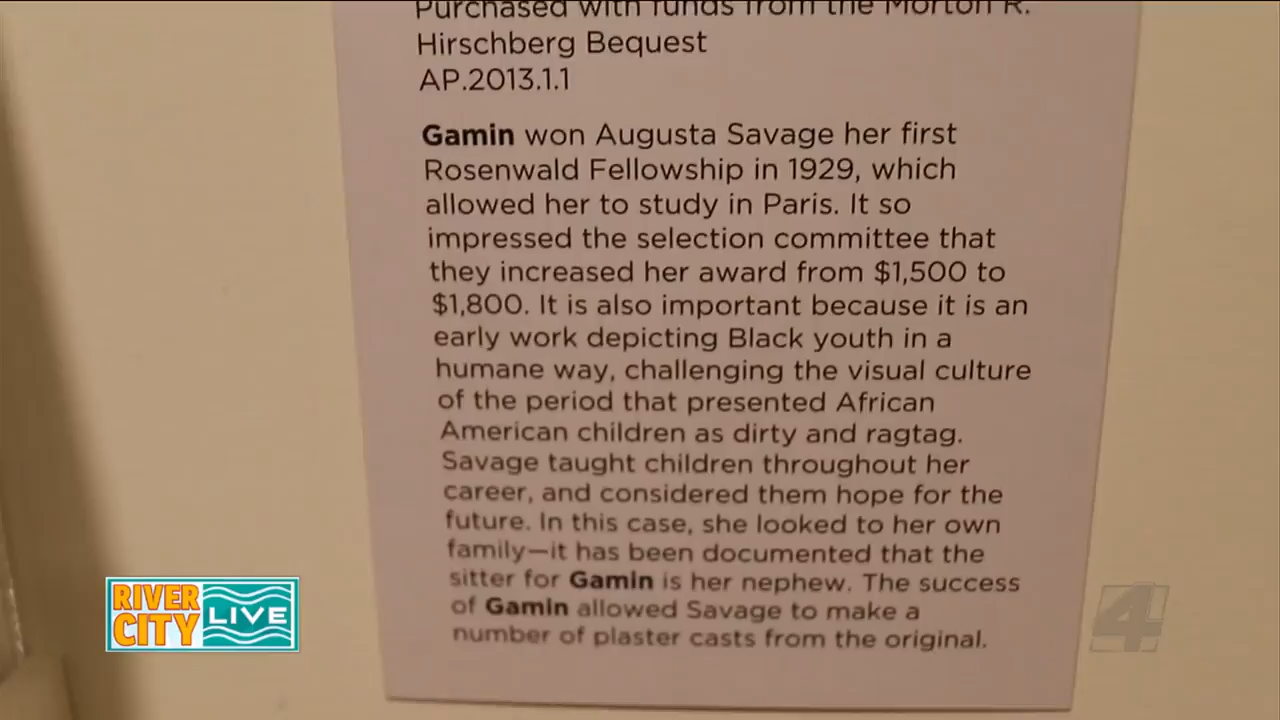 Purchased with funds from the Morton R.
Hirschberg Bequest
AP.2013.1.1
Gamin won Augusta Savage her first
Rosenwald Fellowship in 1929, which
allowed her to study in Paris. It so
impressed the selection committee that
they increased her award from $1,500 to
$1,800. It is also important because it is an
early work depicting Black youth in a
humane way, challenging the visual culture
of the period that presented African
American children as dirty and ragtag.
Savage taught children throughout her
career, and considered them hope for the
future. In this case, she looked to her own
family—it has been documented that the
sitter for Gamin is her nephew. The success
of Gamin allowed Savage to make a
number of plaster casts from the original.
RIVER
CITY
LIVE
4